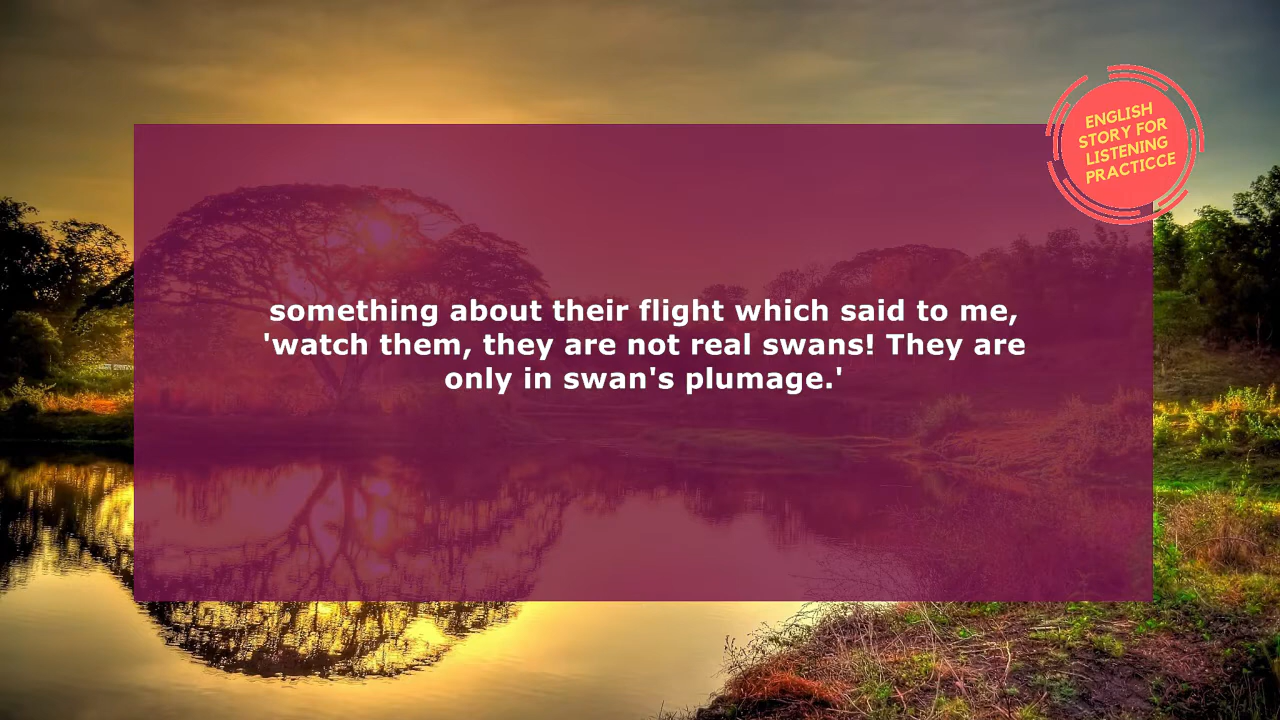 ENGLISH
STORY FOR
LISTENING
PRACTICCE
something about their flight which said to me,
'watch them, they are not real swans! They are
only in swan's plumage.'